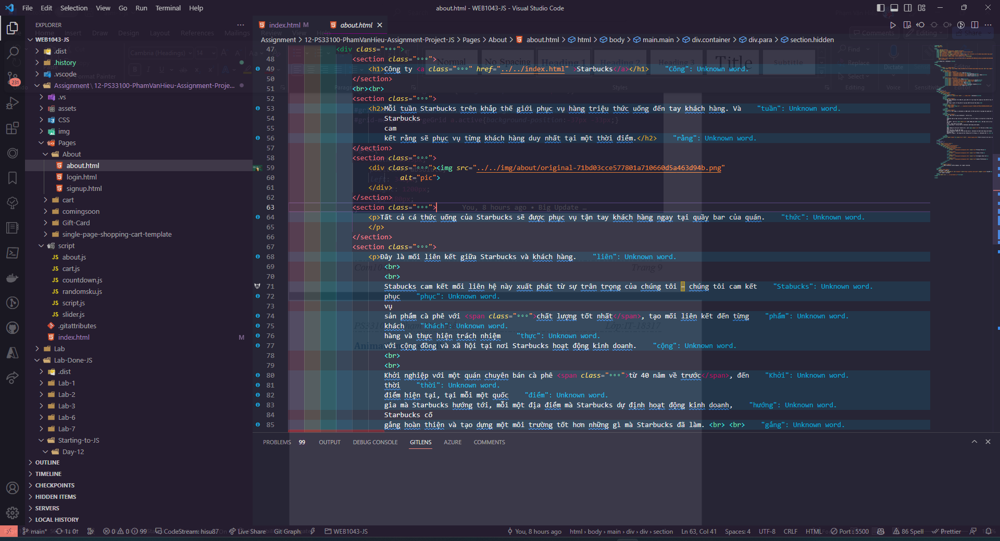 File Edit Selection View Go Run Terminal Help
about.html - WEB1043-JS - Visual Studio Code
EXPLORER
WEB1043-JS
.dist
.history
.vscode
Assignment \ 12-PS33100-PhamVanHieu-Assignment-Proje...
.vs
assets
CSS
img
Pages
About
about.html
login.html
signup.html
cart
comingsoon
Gift-Card
single-page-shopping-cart-template
script
about.js
cart.js
countdown.js
randomsku.js
script.js
slider.js
.gitattributes
index.html M
Lab
Lab-Done-JS
.dist
Lab-1
Lab-2
Lab-3
Lab-6
Lab-7
Starting-to-JS
Day-12
OUTLINE
TIMELINE
CHECKPOINTS
HIDDEN ITEMS
SERVERS
LOCAL HISTORY
231
index.html M about.html
Assignment > 12-PS33100-PhamVanHieu-Assignment-Project-JS > Pages > About > about.html > html > body > main.main > div.container > div.para > section.hidden
47 <div class="°°°">
48 <section class="°°°">
49 <h1>Công ty <a class="°°°" href="../../index.html" >Starbucks</a></h1> "Công": Unknown word.
50 </section>
51 <br><br>
52 <section class="°°°">
53 <h2>Mỗi tuần Starbucks trên khắp thế giới phục vụ hàng triệu thức uống đến tay khách hàng. Và "tuần": Unknown word.
54 Starbucks
55 cam
56 kết rằng sẽ phục vụ từng khách hàng duy nhất tại một thời điểm.</h2> "rằng": Unknown word.
57 </section>
58 <section class="°°°">
59 <div class="°°°"><img src="../../img/about/original-71bd03cce577801a710660d5a463d94b.png"
60 alt="pic">
61 </div>
62 </section>
63 <section class="°°°"> You, 8 hours ago • Big Update …
64 <p>Tất cả cá thức uống của Starbucks sẽ được phục vụ tận tay khách hàng ngay tại quầy bar của quán. "thức": Unknown word.
65 </p>
66 </section>
67 <section class="°°°">
68 <p>Đây là mối liên kết giữa Starbucks và khách hàng. "liên": Unknown word.
69 <br>
70 <br>
71 Stabucks cam kết mối liên hệ này xuất phát từ sự trân trọng của chúng tôi – chúng tôi cam kết "Stabucks": Unknown word.
72 phục "phục": Unknown word.
73 vụ
74 sản phẩm cà phê với <span class="°°°">chất lượng tốt nhất</span>, tạo mối liên kết đến từng "phẩm": Unknown word.
75 khách "khách": Unknown word.
76 hàng và thực hiện trách nhiệm "thực": Unknown word.
77 với cộng đồng và xã hội tại nơi Starbucks hoạt động kinh doanh. "cộng": Unknown word.
78 <br>
79 <br>
80 Khởi nghiệp với một quán chuyên bán cà phê <span class="°°°">từ 40 năm về trước</span>, đến "Khởi": Unknown word.
81 thời "thời": Unknown word.
82 điểm hiện tại, tại mỗi một quốc "điểm": Unknown word.
83 gia mà Starbucks hướng tới, mỗi một địa điểm mà Starbucks dự định hoạt động kinh doanh, "hướng": Unknown word.
84 Starbucks cố
85 gắng hoàn thiện và tạo dựng một môi trường tốt hơn những gì mà Starbucks đã làm. <br> <br> "gắng": Unknown word.
PROBLEMS 99 OUTPUT DEBUG CONSOLE GITLENS AZURE COMMENTS
main* 1↓ 0↑ 0 0 99 CodeStream: hisu87 Live Share Git Graph WEB1043-JS You, 8 hours ago html › body › main › div › div › section Ln 63, Col 41 Spaces: 4 UTF-8 CRLF HTML Port : 5500 86 Spell Prettier